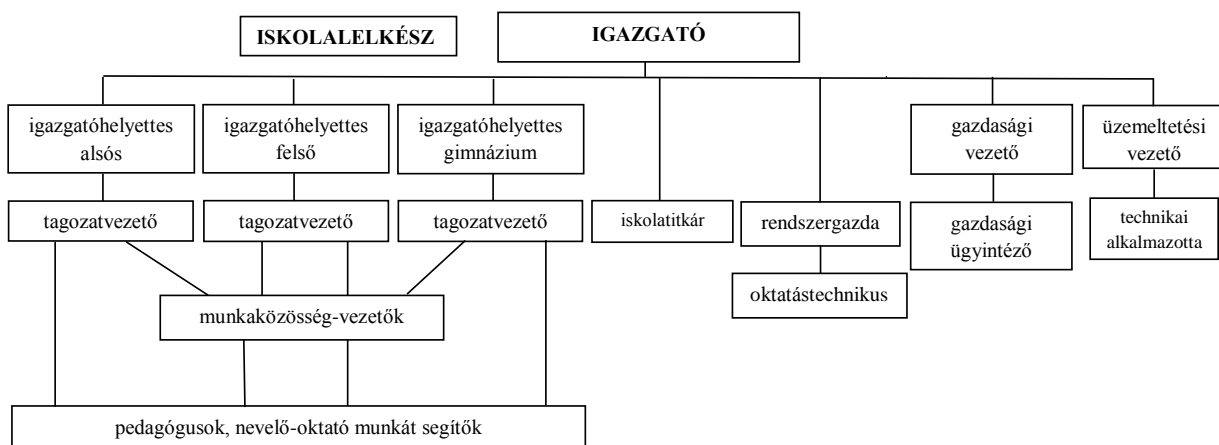 ISKOLALELKÉSZ
IGAZGATÓ
igazgatóhelyettes
alsós
igazgatóhelyettes
felső
igazgatóhelyettes
gimnázium
gazdasági
vezető
üzemeltetési
vezető
tagozatvezető
tagozatvezető
tagozatvezető
iskolatitkár
rendszergazda
gazdasági
ügyintéző
technikai
alkalmazotta
oktatástechnikus
munkaközösség-vezetők
pedagógusok, nevelő-oktató munkát segítők